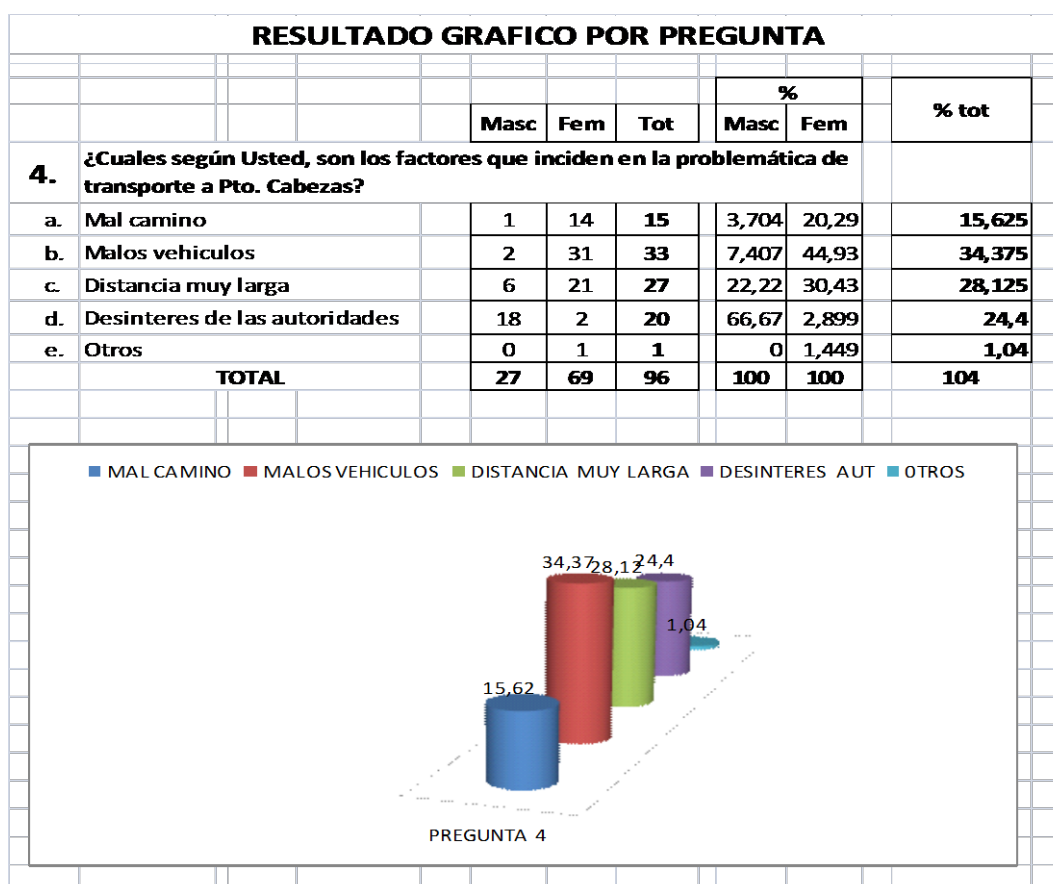 RESULTADO GRAFICO POR PREGUNTA
%
% tot
Masc Fem Tot Masc Fem
4. ¿Cuales según Usted, son los factores que inciden en la problemática de
transporte a Pto. Cabezas?
a. Mal camino 1 14 15 3,704 20,29 15,625
b. Malos vehiculos 2 31 33 7,407 44,93 34,375
c. Distancia muy larga 6 21 27 22,22 30,43 28,125
d. Desinteres de las autoridades 18 2 20 66,67 2,899 24,4
e. Otros 0 1 1 0 1,449 1,04
TOTAL 27 69 96 100 100 104
MAL CAMINO MALOS VEHICULOS DISTANCIA MUY LARGA DESINTERES AUT 0TROS
34,37 28,12 24,4
1,04
15,62
PREGUNTA 4